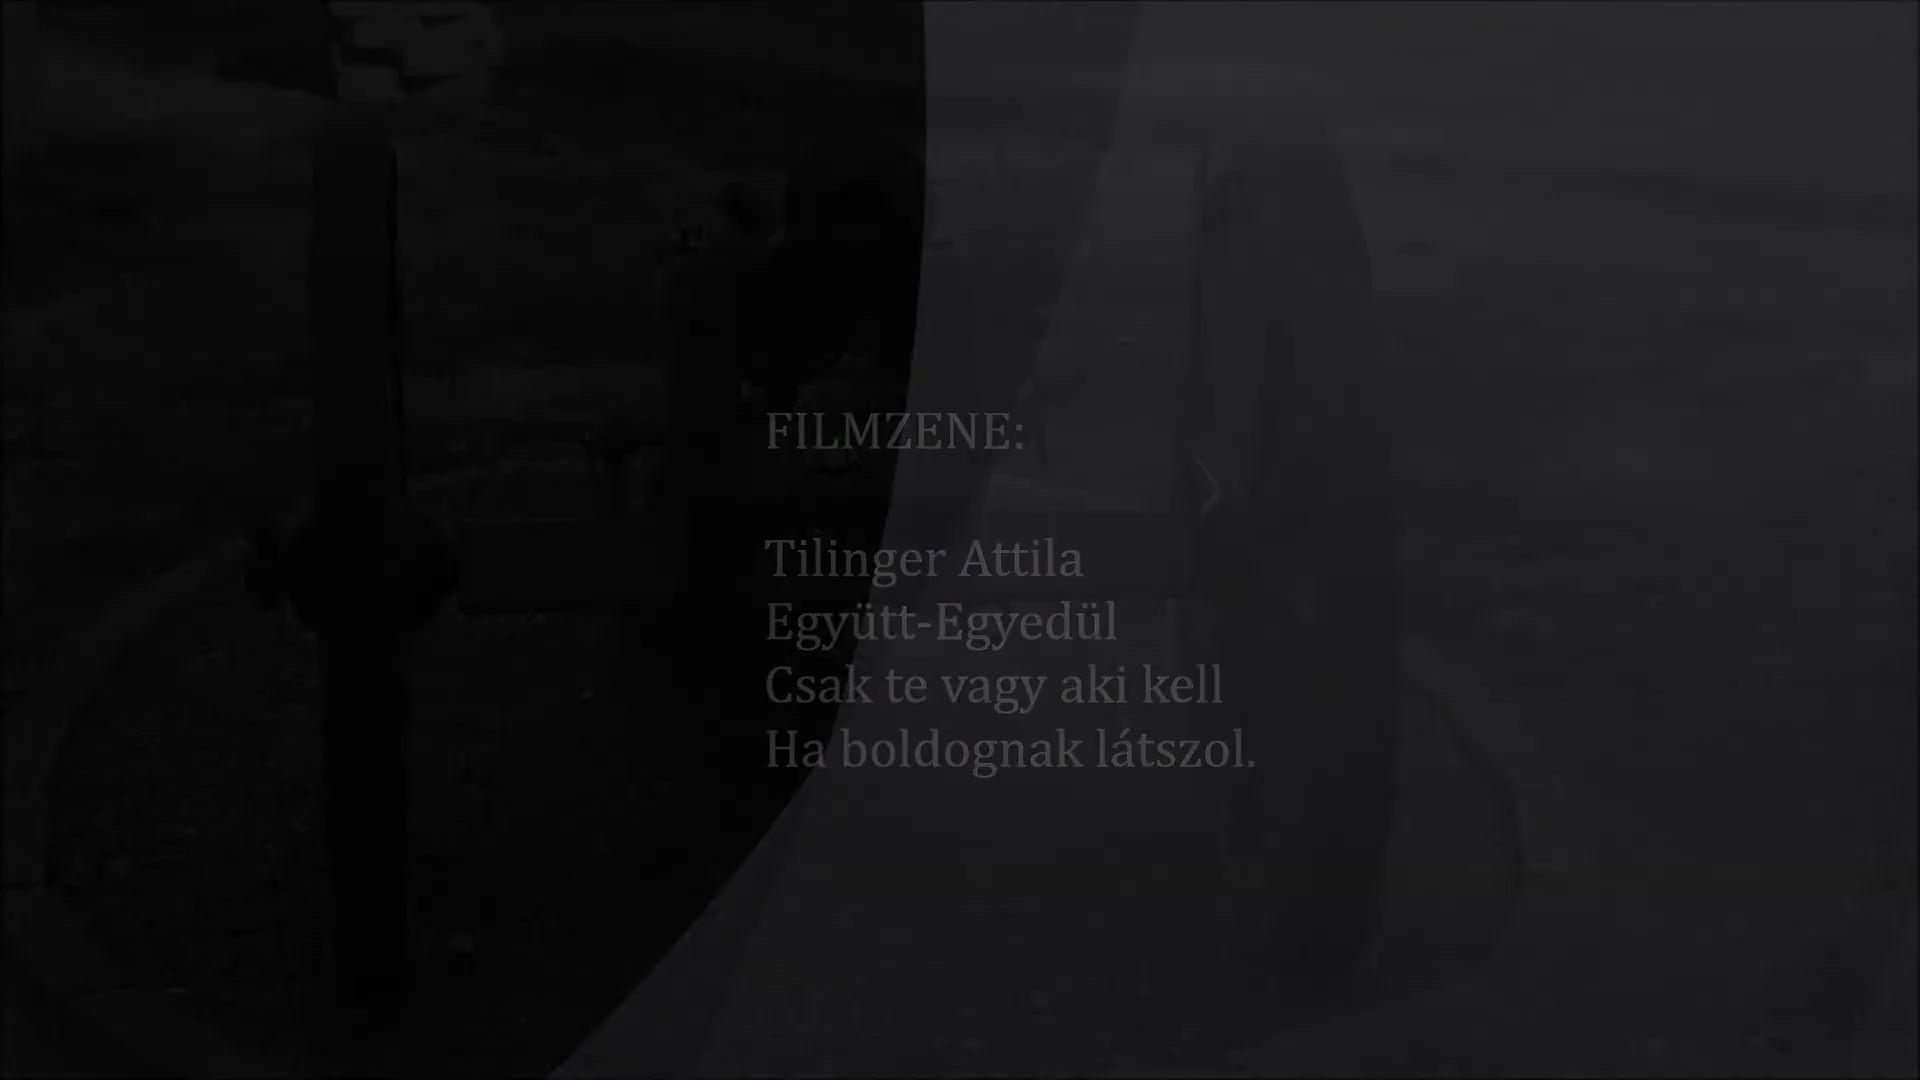 FILMZENE:
Tilinger Attila
Együtt-Egyedül
Csak te vagy aki kell
Ha boldognak látszol.